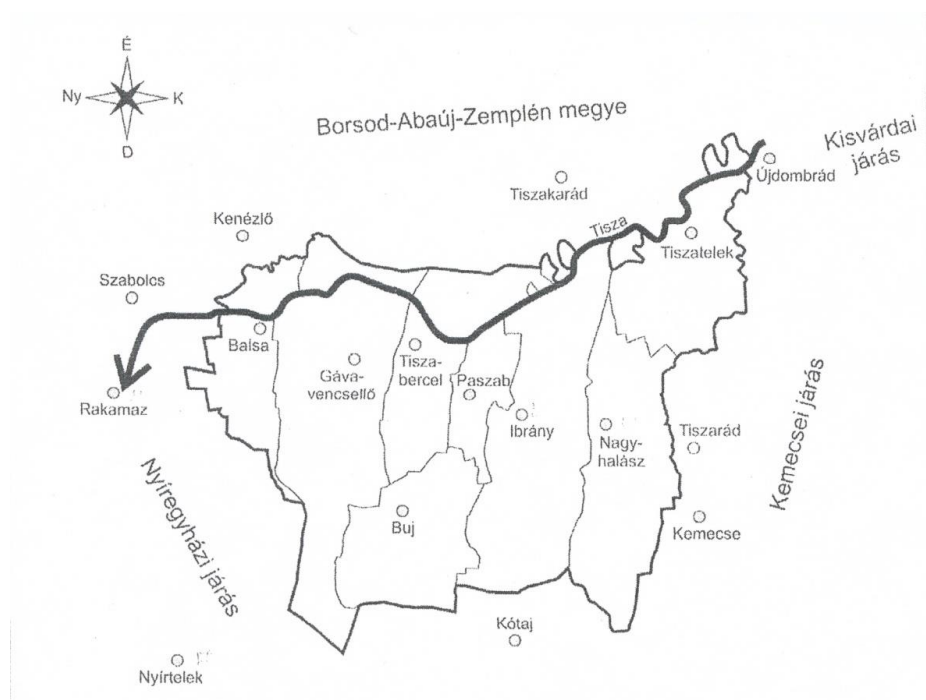 É
Ny
K
D
Borsod-Abaúj-Zemplén megye
Kisvárdai
járás
Újdombrád
Tiszakarád
Tisza
Kenézlő
Tiszatelek
Szabolcs
Balsa
Gáva-
vencsellő
Tisza-
bercel
Paszab
Rakamaz
Ibrány
Nagy-
halász
Tiszarád
Kemecsei járás
Nyíregyházi járás
Buj
Kemecse
Kótaj
Nyírtelek